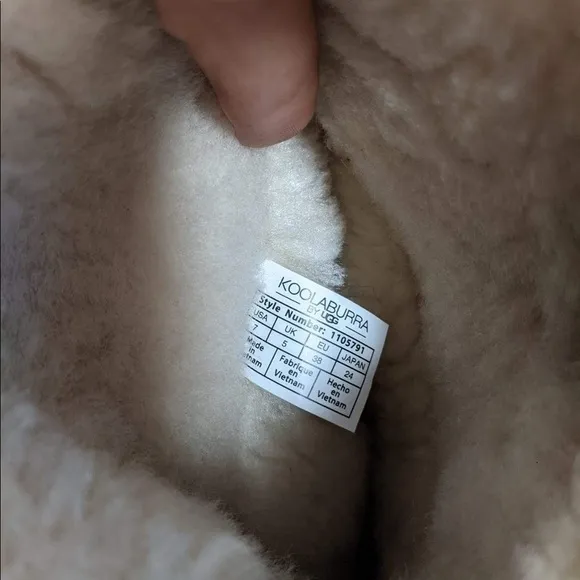 KOOLABURRA
BY UGG
Style Number: 1105791
USA UK EU JAPAN
7 5 38 24
Made Fabrique Hecho
in en en
Vietnam Vietnam Vietnam